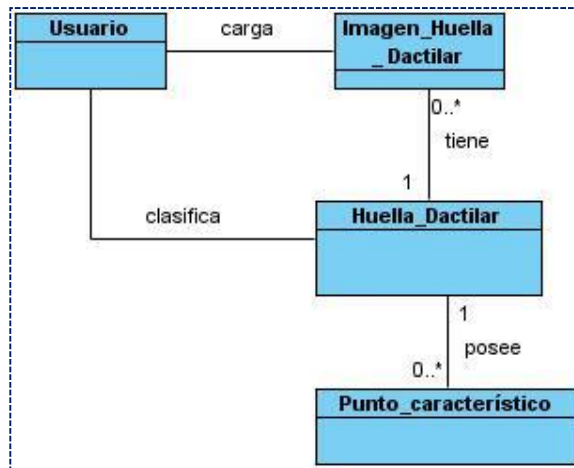 Usuario
carga
Imagen_Huella
_Dactilar
0..*
tiene
1
clasifica
Huella_Dactilar
1
posee
0..*
Punto_característico